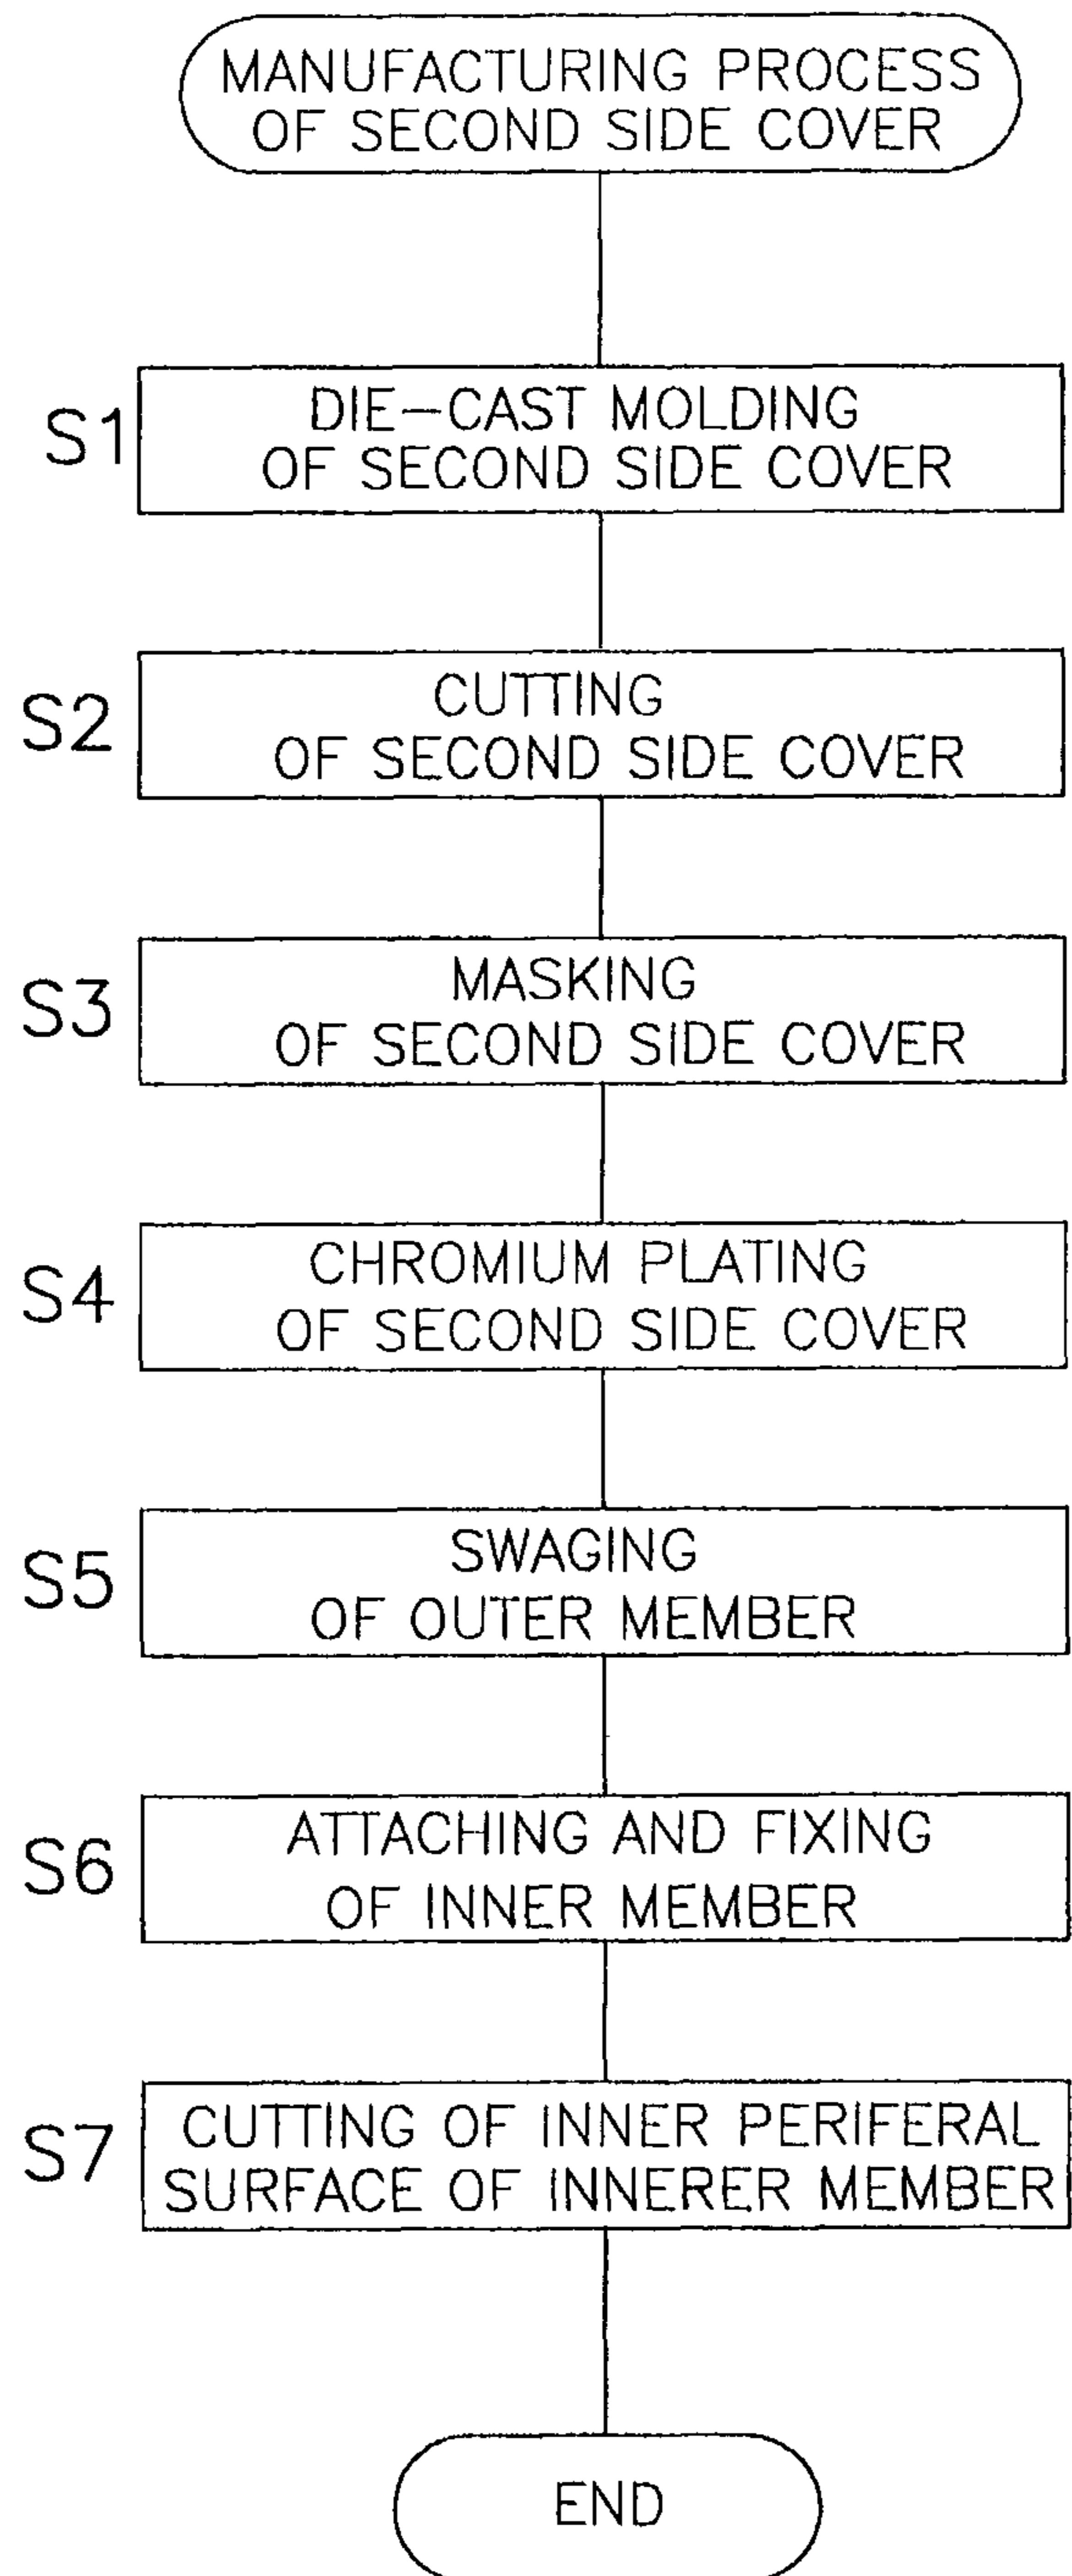 MANUFACTURING PROCESS
OF SECOND SIDE COVER
S1
DIE-CAST MOLDING
OF SECOND SIDE COVER
S2
CUTTING
OF SECOND SIDE COVER
S3
MASKING
OF SECOND SIDE COVER
S4
CHROMIUM PLATING
OF SECOND SIDE COVER
S5
SWAGING
OF OUTER MEMBER
S6
ATTACHING AND FIXING
OF INNER MEMBER
S7
CUTTING OF INNER PERIFERAL
SURFACE OF INNERER MEMBER
END